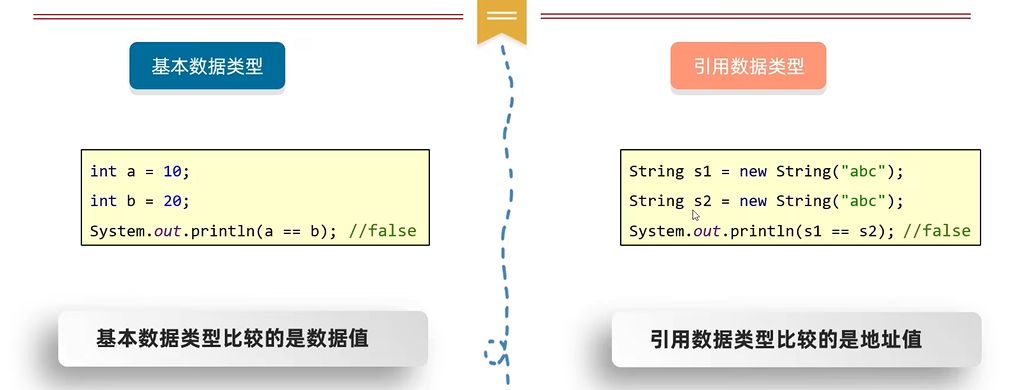 基本数据类型
int a = 10;
int b = 20;
System.out.println(a == b); //false
基本数据类型比较的是数据值
引用数据类型
String s1 = new String("abc");
String s2 = new String("abc");
System.out.println(s1 == s2); //false
引用数据类型比较的是地址值